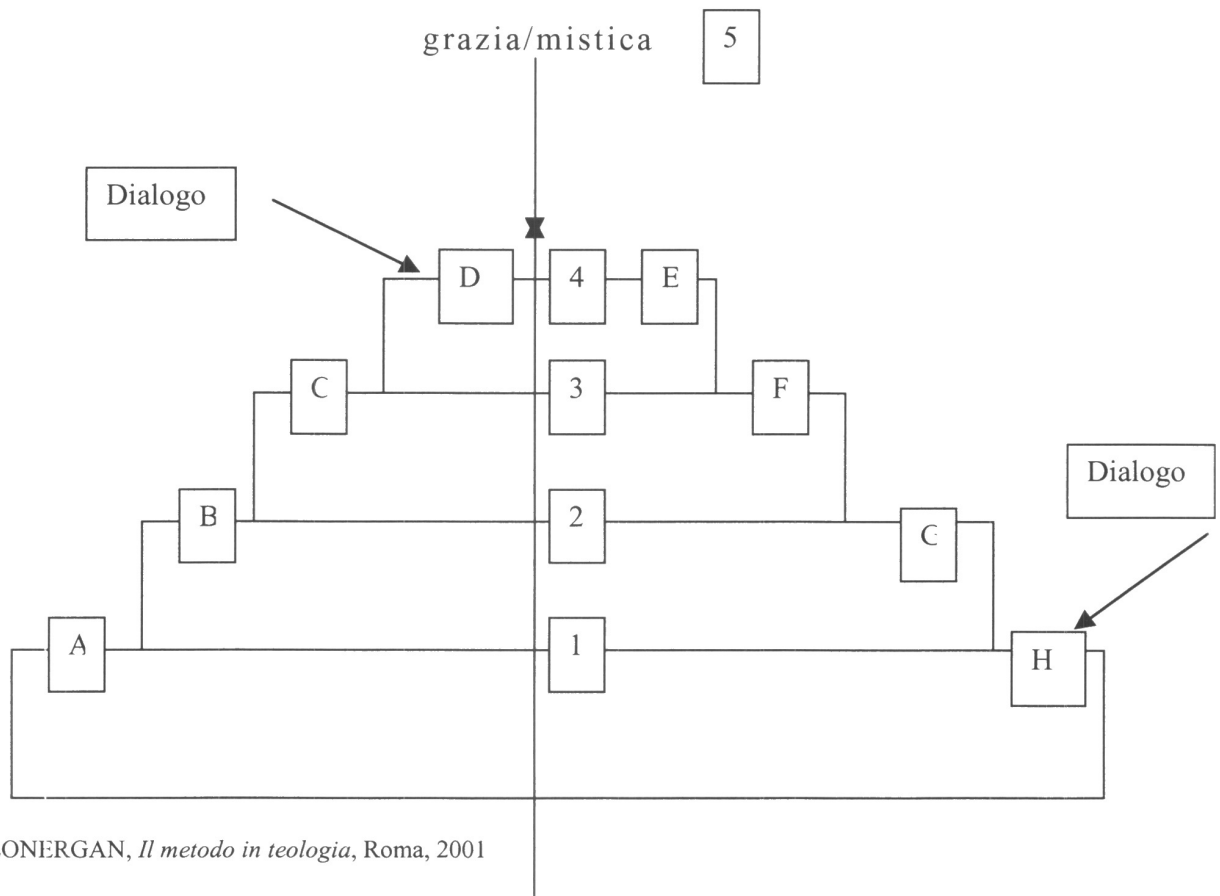 grazia/mistica 5
Dialogo
D 4 E
C 3 F
Dialogo
B 2 G
A 1 H
ONERGAN, Il metodo in teologia, Roma, 2001